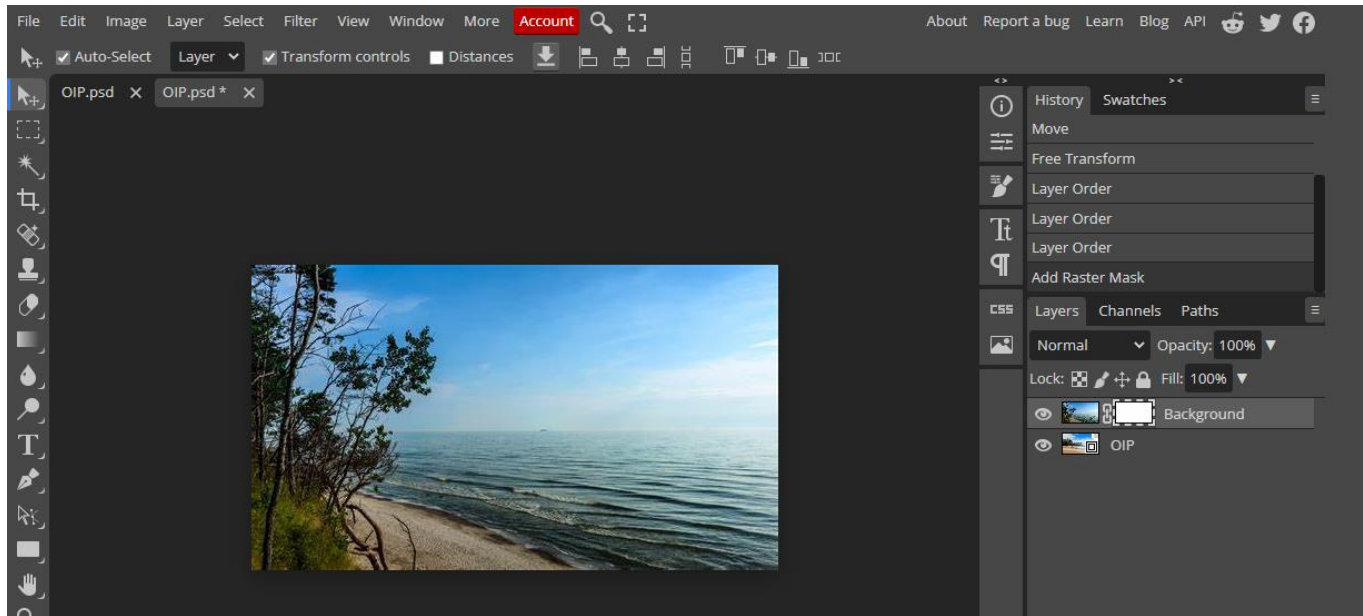 File Edit Image Layer Select Filter View Window More Account About Report a bug Learn Blog API
Auto-Select Layer Transform controls Distances
OIP.psd OIP.psd *
History Swatches
Move
Free Transform
Layer Order
Layer Order
Layer Order
Add Raster Mask
CSS
Layers Channels Paths
Normal Opacity: 100%
Lock: Fill: 100%
Background
OIP